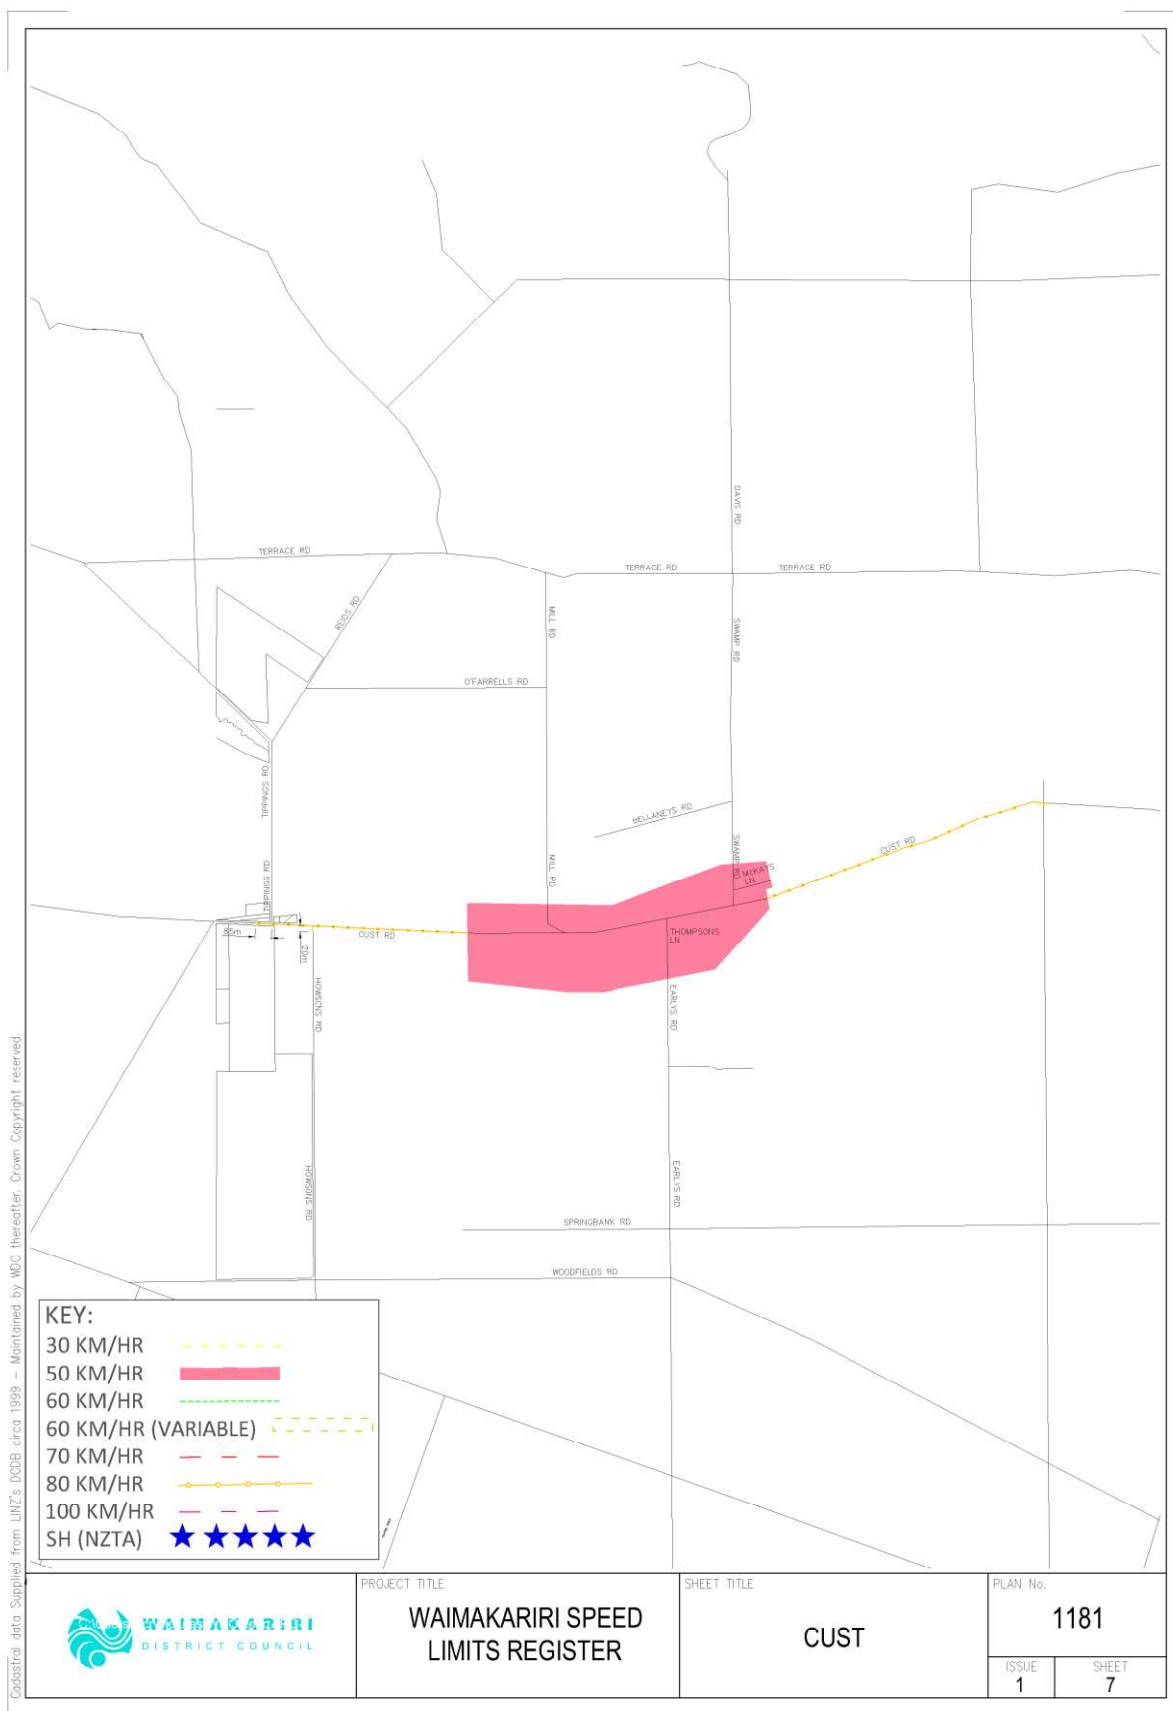 DAVIS RD
TERRACE RD
TERRACE RD
TERRACE RD
REIDS RD
MILL RD
SWAMP RD
O'FARRELLS RD
TIPPINGS RD
MELLANEYS RD
SWAMP RD
CUST RD
MILL RD
McKAYS
LN
TIPPINGS RD
85m
CUST RD
20m
THOMPSONS
LN
HOWSONS RD
EARLYS RD
HOWSONS RD
EARLYS RD
SPRINGBANK RD
WOODFIELDS RD
KEY:
30 KM/HR
50 KM/HR
60 KM/HR
60 KM/HR (VARIABLE)
70 KM/HR
80 KM/HR
100 KM/HR
SH (NZTA)
Cadastral data Supplied from LINZ's DCDB circa 1999 - Maintained by WDC thereafter. Crown Copyright reserved.
WAIMAKARIRI
DISTRICT COUNCIL
PROJECT TITLE
WAIMAKARIRI SPEED
LIMITS REGISTER
SHEET TITLE
CUST
PLAN No.
1181
ISSUE
1
SHEET
7